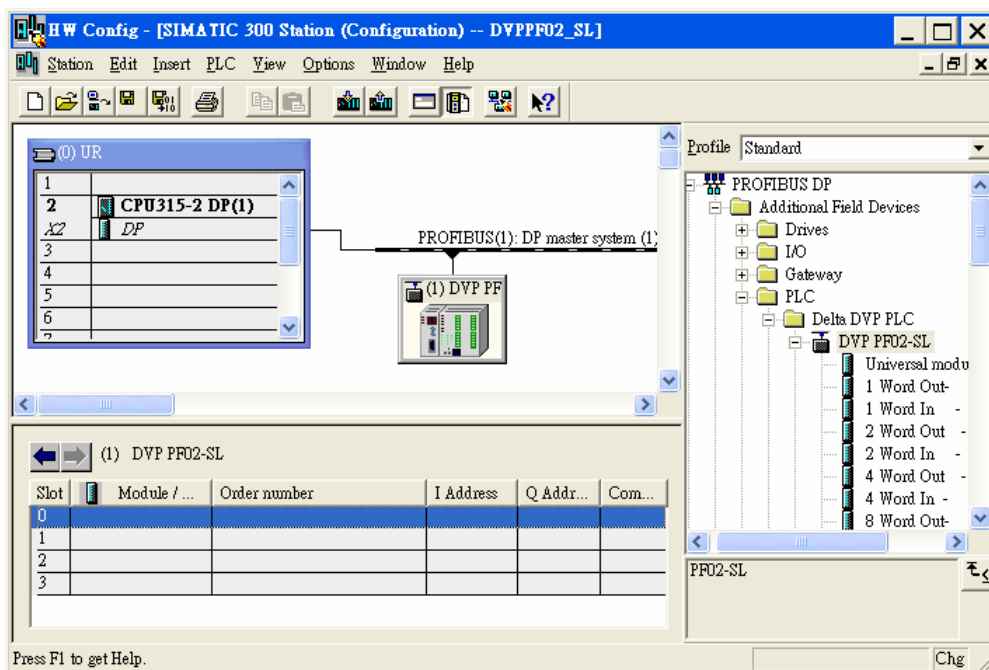 HW Config - [SIMATIC 300 Station (Configuration) -- DVPPF02_SL]
Station Edit Insert PLC View Options Window Help
(0) UR
1
2 CPU315-2 DP(1)
X2 DP
3
4
5
6
7
PROFIBUS(1): DP master system (1)
(1) DVP PF
Profile Standard
PROFIBUS DP
Additional Field Devices
Drives
I/O
Gateway
PLC
Delta DVP PLC
DVP PF02-SL
Universal modu
1 Word Out-
1 Word In -
2 Word Out -
2 Word In -
4 Word Out -
4 Word In -
8 Word Out-
(1) DVP PF02-SL
Slot Module / ... Order number I Address Q Addr... Com...
0
1
2
3
PF02-SL
Press F1 to get Help.
Chg